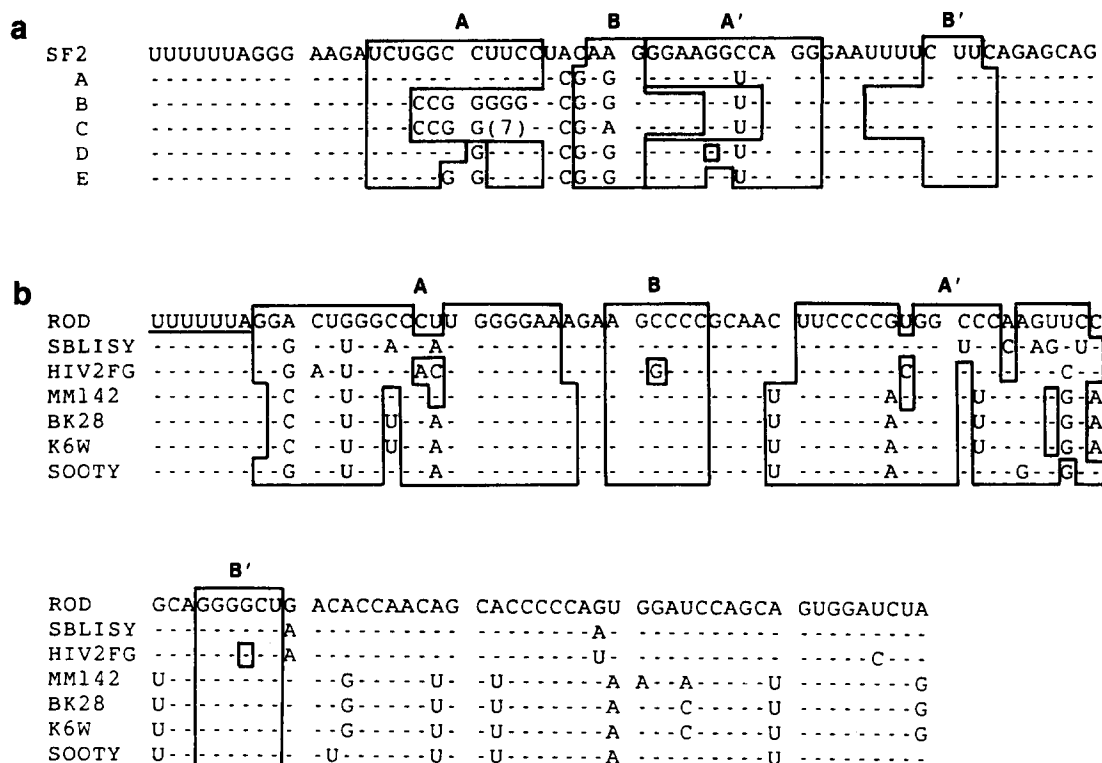 a
A B A' B'
SF2 UUUUUUAGGG AAGAUCUGGC CUUCCUACAA GGGAAGGCCA GGGAAUUUUC UUCAGAGCAG
A ---------- ---------- ------CG-G -------U-- ---------- ----------
B ---------- -------CCG GGGG--CG-G -------U-- ---------- ----------
C ---------- -------CCG G(7)--CG-A -------U-- ---------- ----------
D ---------- ---------- G-----CG-G -------U-- ---------- ----------
E ---------- ---------G G-----CG-G -------U-- ---------- ----------
b
A B A'
ROD UUUUUUAGGA CUGGGCCCUU GGGGAAAGAA GCCCCGCAAC UUCCCCGUGG CCCAAGUUCC
SBLISY ---------G --U--A--A- ---------- ---------- ---------- U--C-AG-U-
HIV2FG ---------G A-U----AC- ---------- -G-------- -------C-- -------C--
MM142 ---------C --U------- ---------- ---------U ------A--- -U-----G-A
BK28 ---------C --U--U--A- ---------- ---------U ------A--- -U-----G-A
K6W ---------C --U--U--A- ---------- ---------U ------A--- -U-----G-A
SOOTY ---------G --U-----A- ---------- ---------U ------A--- ----G--G--
B'
ROD GCAGGGGCUG ACACCAACAG CACCCCCAGU GGAUCCAGCA GUGGAUCUA
SBLISY ---------A ---------- --------A- ---------- ---------
HIV2FG ---------A ---------- --------U- ---------- -----C---
MM142 U--------- --G-----U- -U-------A A--A-----U --------G
BK28 U--------- --G-----U- -U-------A ---C-----U --------G
K6W U--------- --G-----U- -U-------A ---C-----U --------G
SOOTY U--------- -U------U- -U-------A ---------U ---------